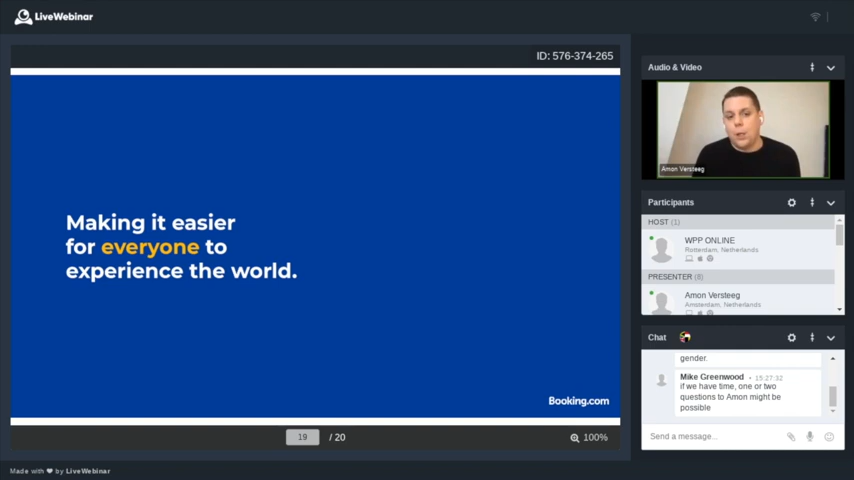 LiveWebinar
ID: 576-374-265
Making it easier
for everyone to
experience the world.
Booking.com
19 / 20
100%
Made with ❤ by LiveWebinar
Audio & Video
Amon Versteeg
Participants
HOST (1)
WPP ONLINE
Rotterdam, Netherlands
PRESENTER (8)
Amon Versteeg
Amsterdam, Netherlands
Chat
gender.
Mike Greenwood • 15:27:32
if we have time, one or two
questions to Amon might be
possible
Send a message...